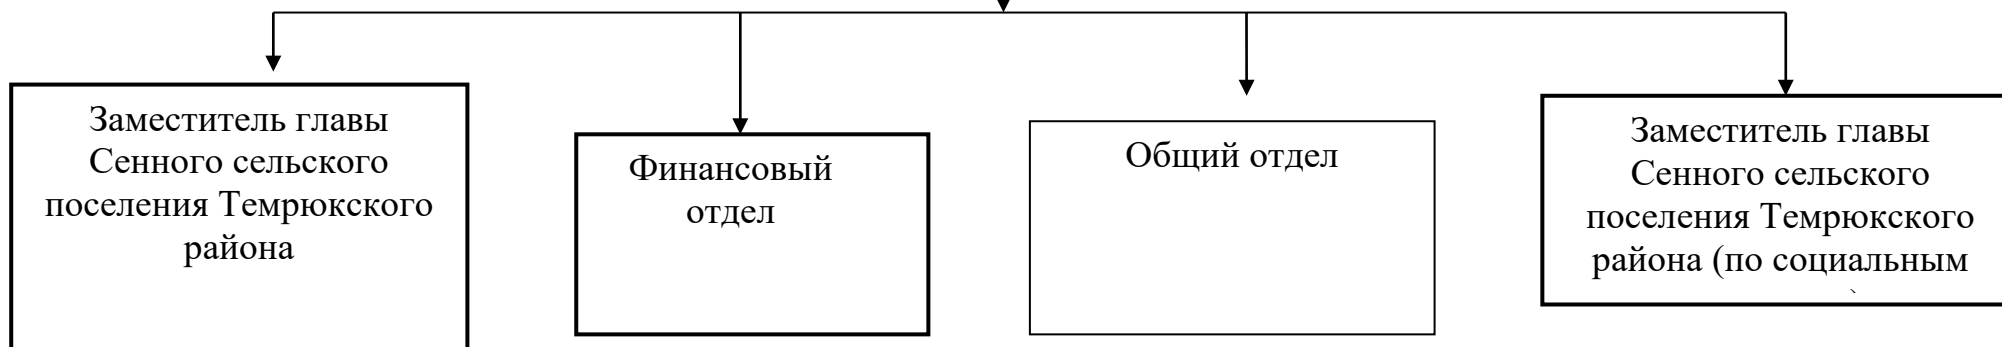 Заместитель главы
Сенного сельского
поселения Темрюкского
района
Финансовый
отдел
Общий отдел
Заместитель главы
Сенного сельского
поселения Темрюкского
района (по социальным